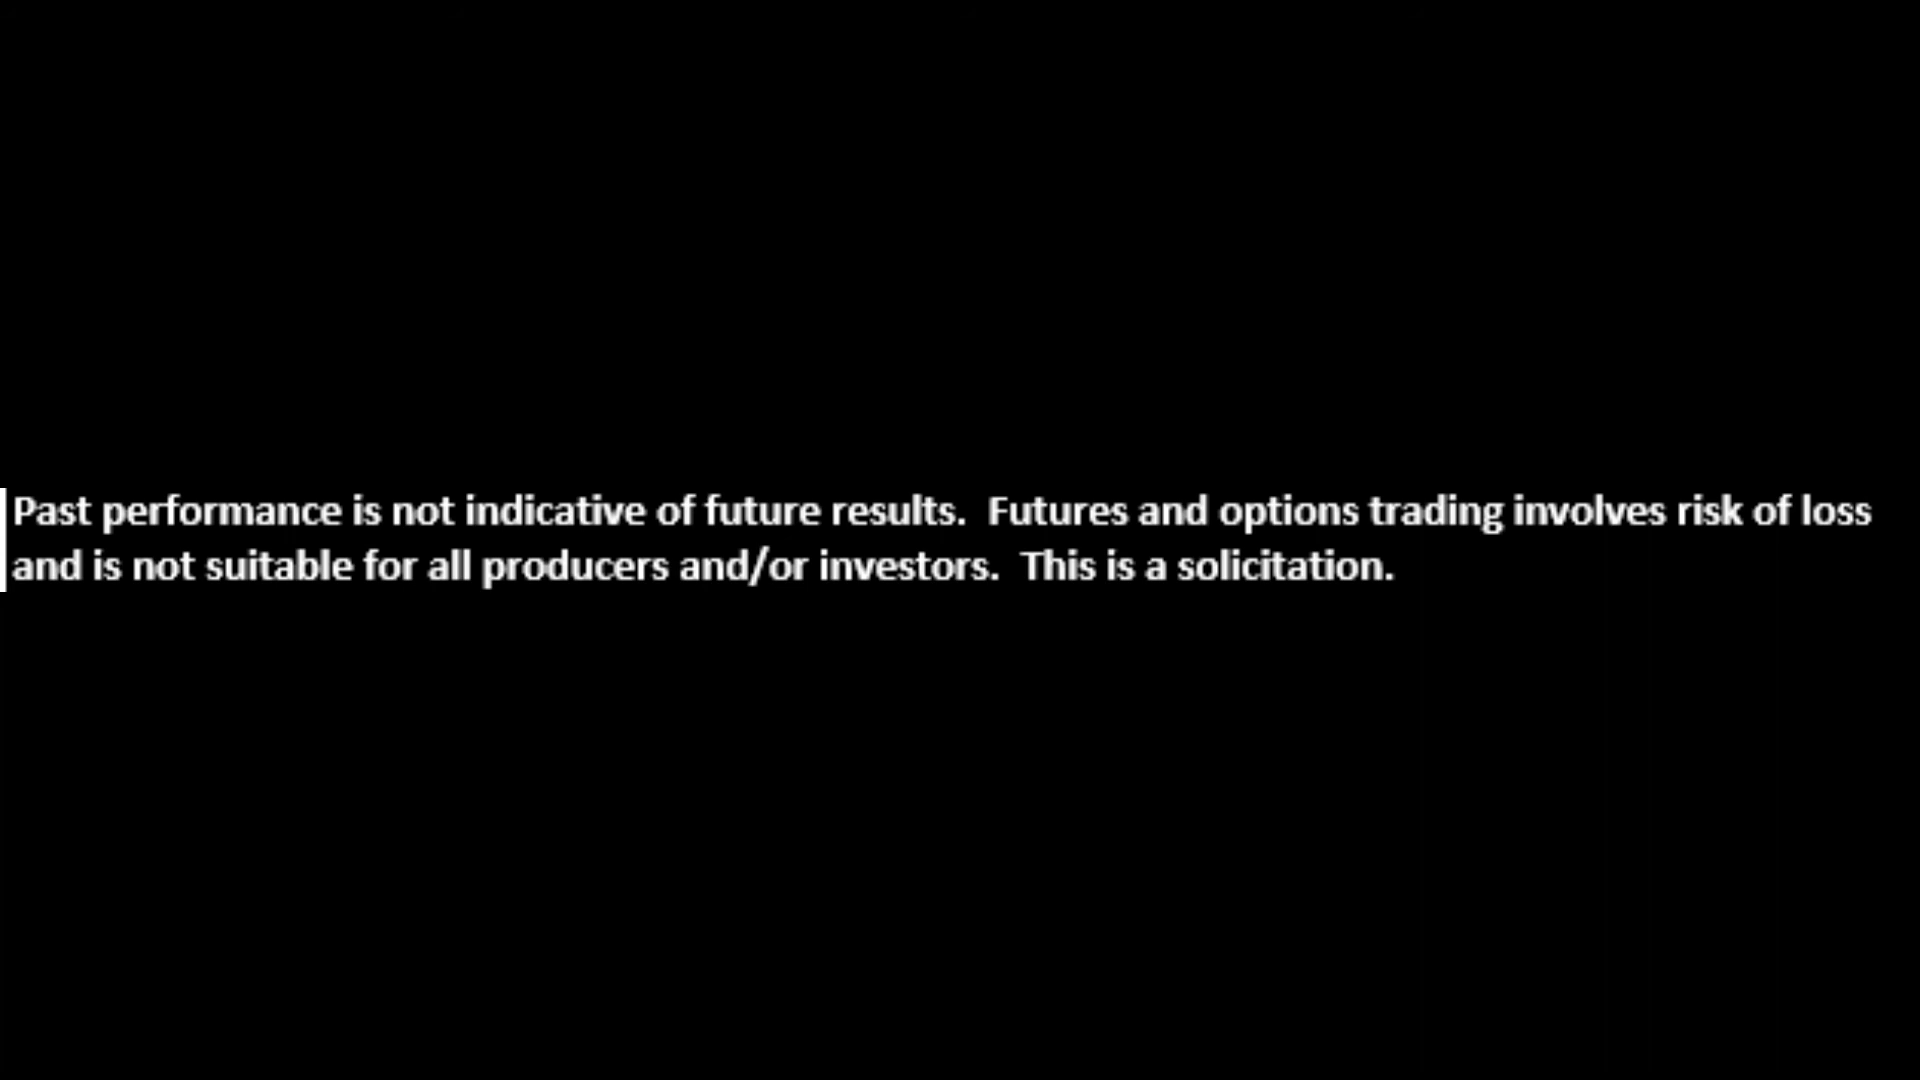 Past performance is not indicative of future results.  Futures and options trading involves risk of loss
and is not suitable for all producers and/or investors.  This is a solicitation.